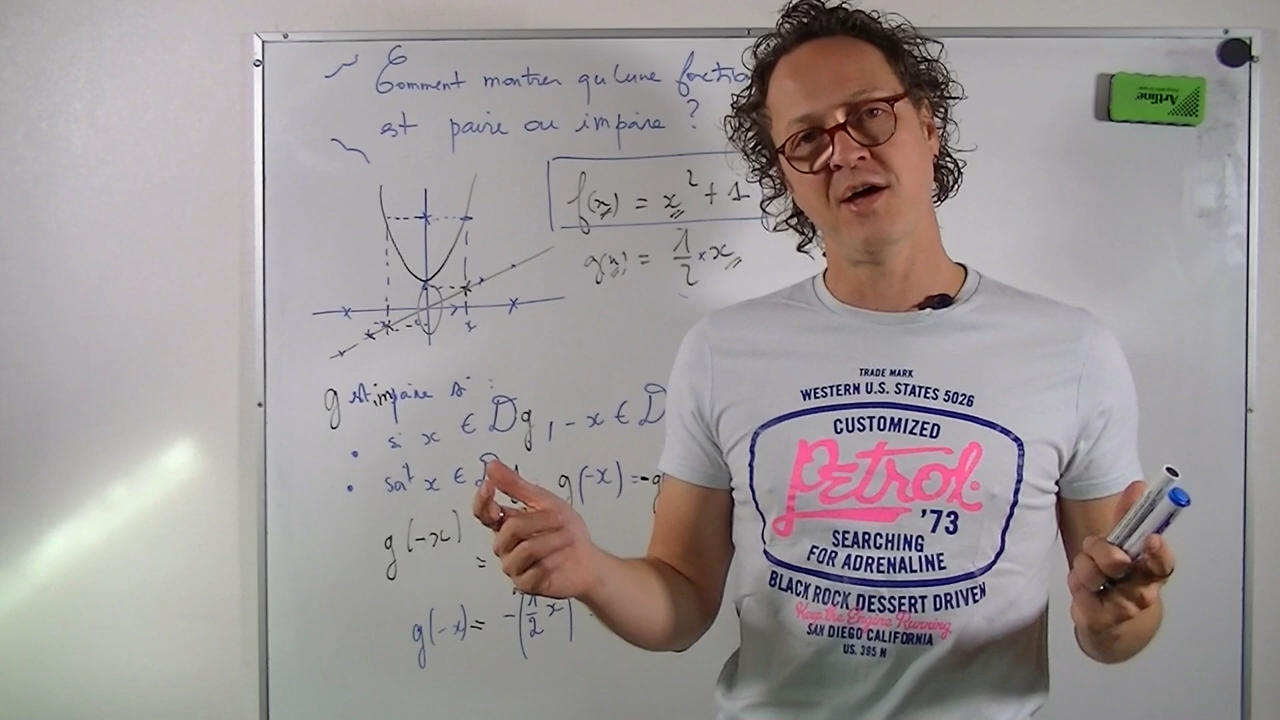 Comment montrer qu'une fonctio
est paire ou impaire ?
f(x) = x² + 1
g(x) = 1/2 × x
x
g est impaire si :
• si x ∈ Dg, -x ∈ D
• soit x ∈ D g(-x) = -g
g(-x)
=
g(-x) = -(1/2 x)
Artline
TRADE MARK
WESTERN U.S. STATES 5026
CUSTOMIZED
Petrol
'73
SEARCHING
FOR ADRENALINE
BLACK ROCK DESSERT DRIVEN
Keep the Engine Running
SAN DIEGO CALIFORNIA
U.S. 395 N